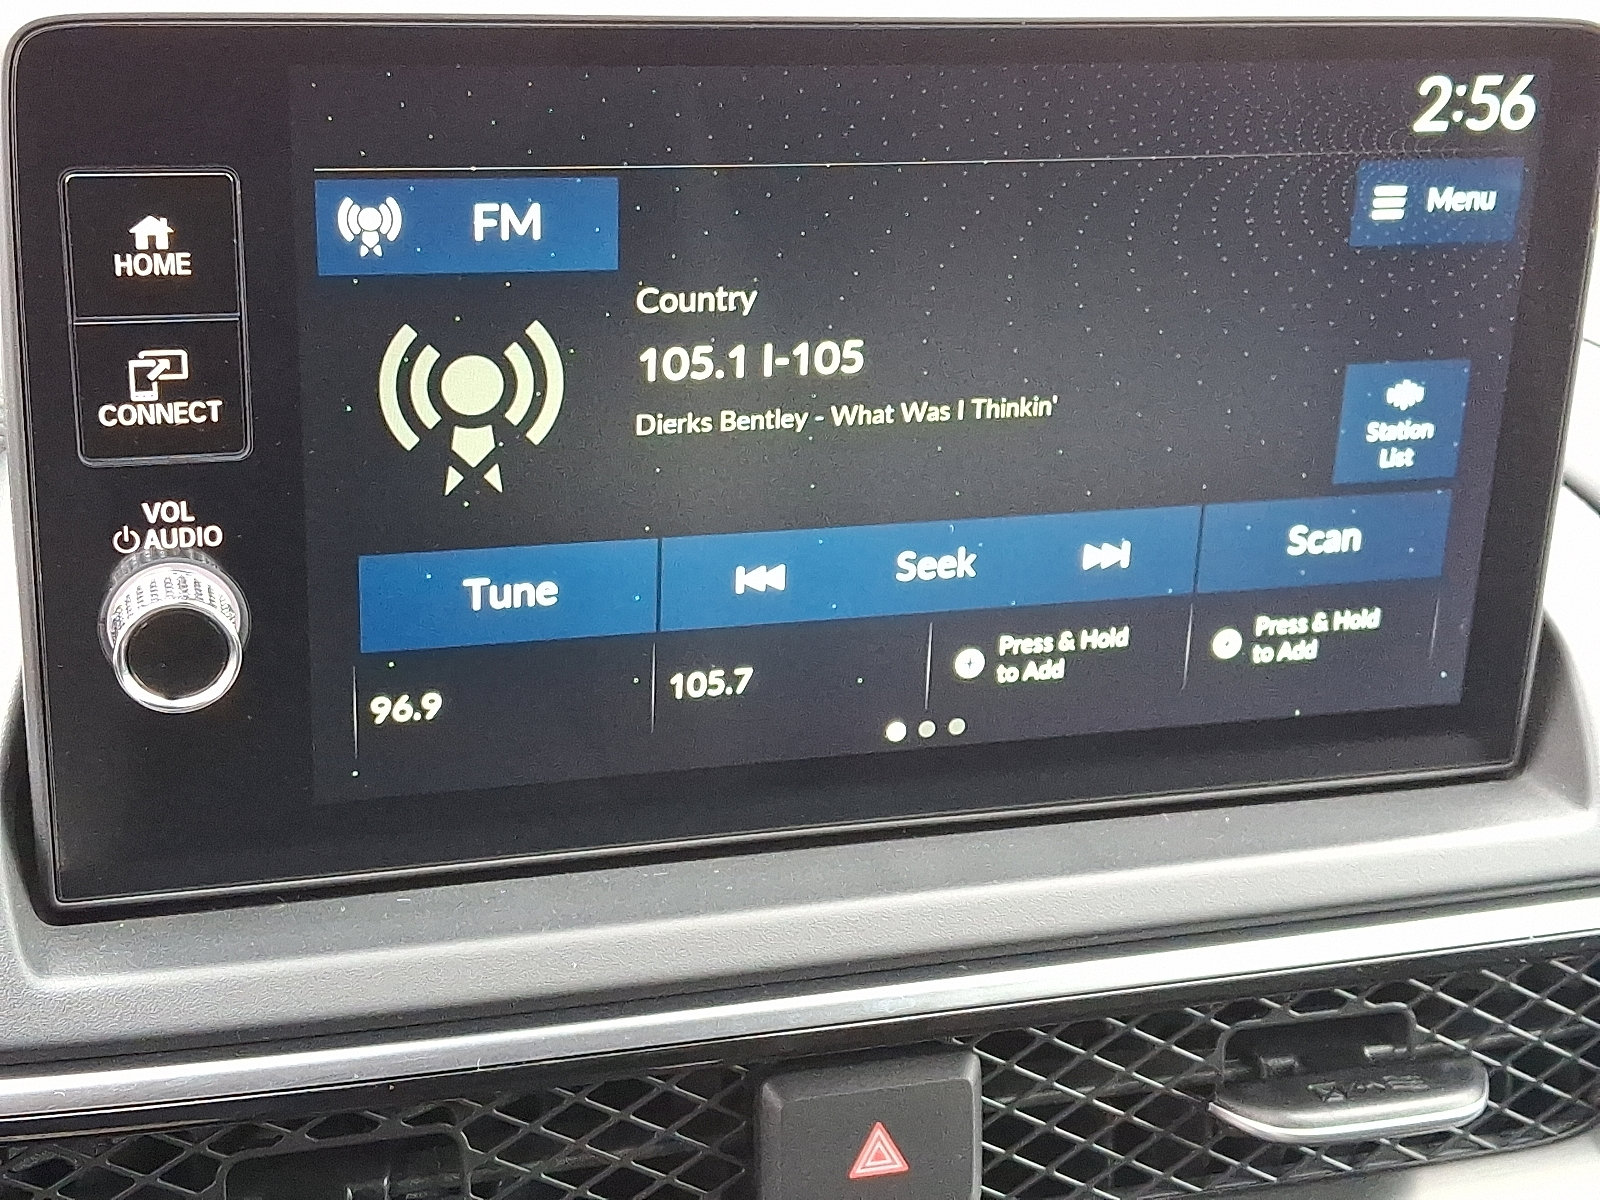 2:56
FM
Menu
HOME
Country
105.1 I-105
Dierks Bentley - What Was I Thinkin'
CONNECT
Station
List
VOL
AUDIO
Tune
Seek
Scan
96.9
105.7
Press & Hold
to Add
Press & Hold
to Add